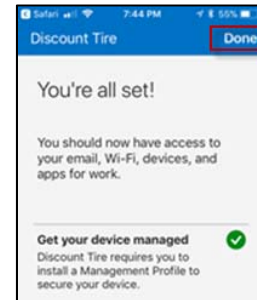 Safari 7:44 PM 55%
Discount Tire Done
You're all set!
You should now have access to
your email, Wi-Fi, devices, and
apps for work.
Get your device managed
Discount Tire requires you to
install a Management Profile to
secure your device.